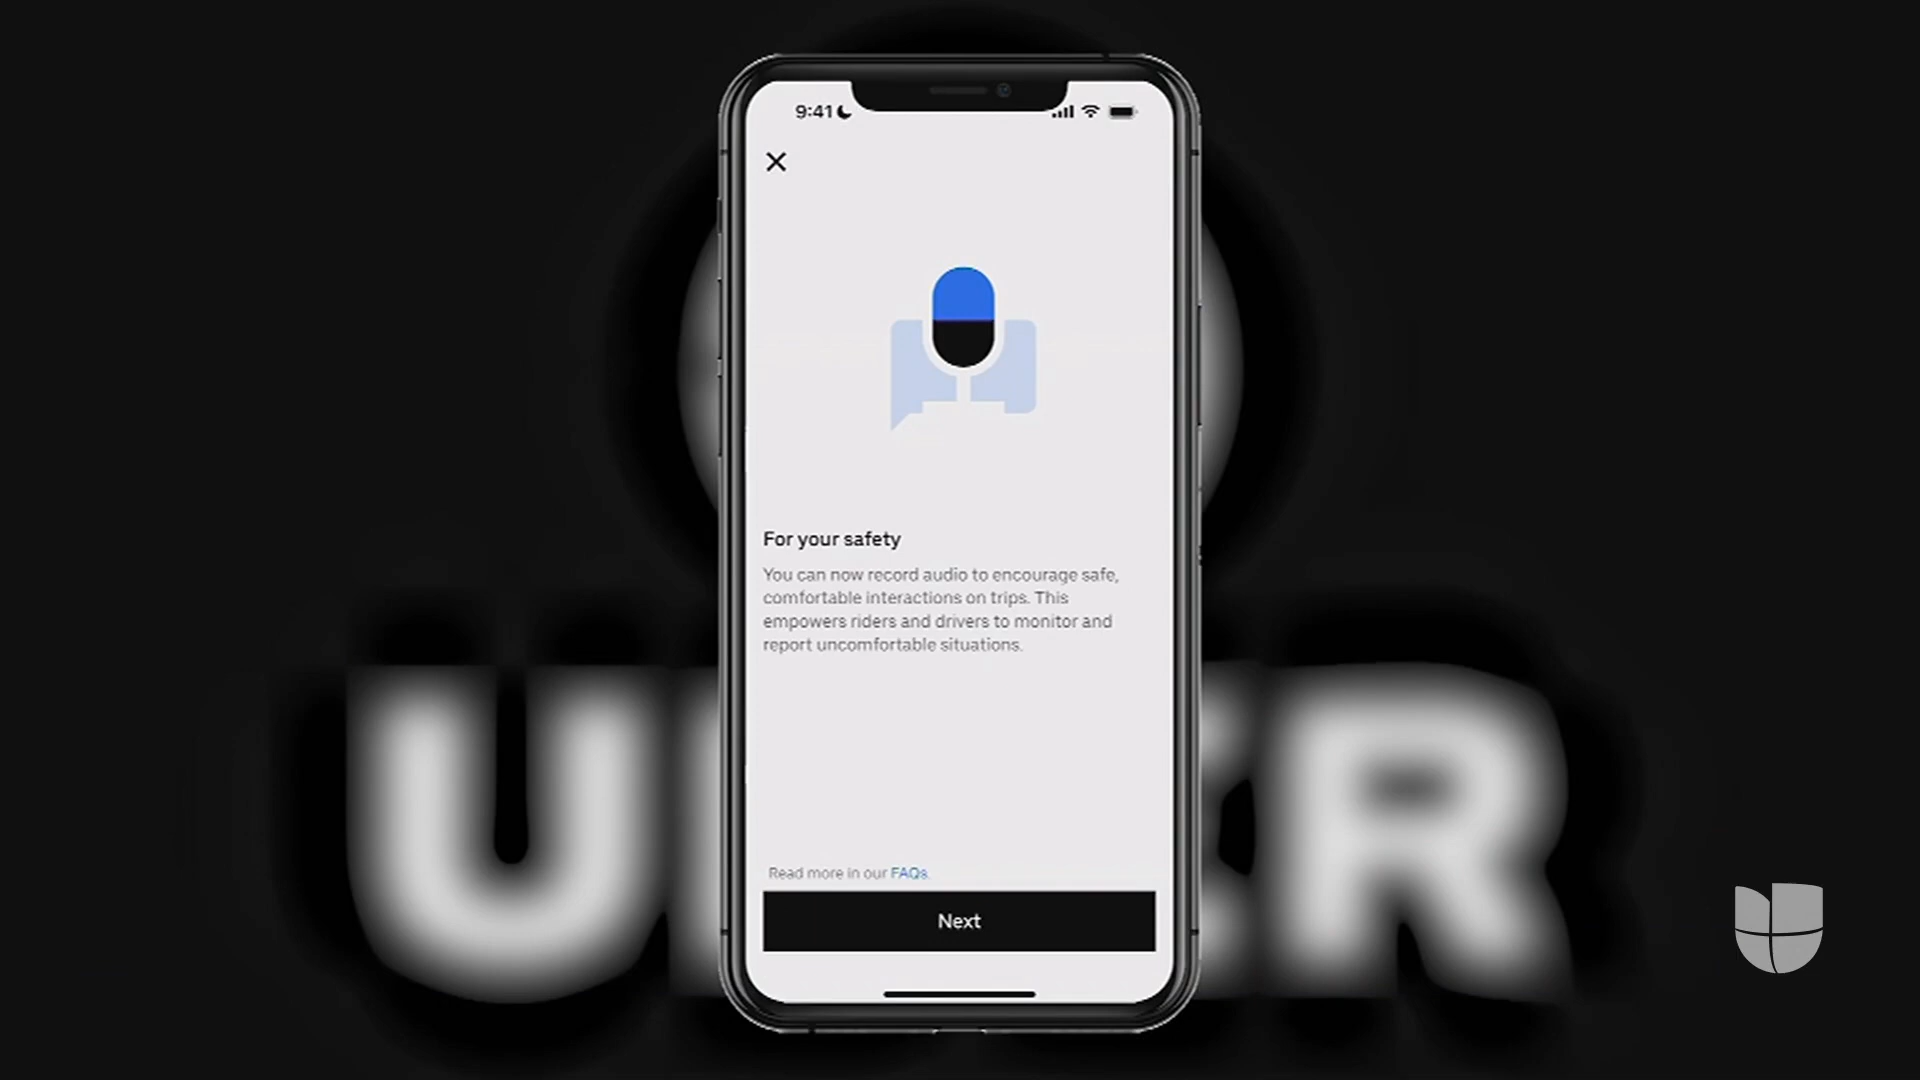 9:41
For your safety
You can now record audio to encourage safe,
comfortable interactions on trips. This
empowers riders and drivers to monitor and
report uncomfortable situations.
Read more in our FAQs.
Next